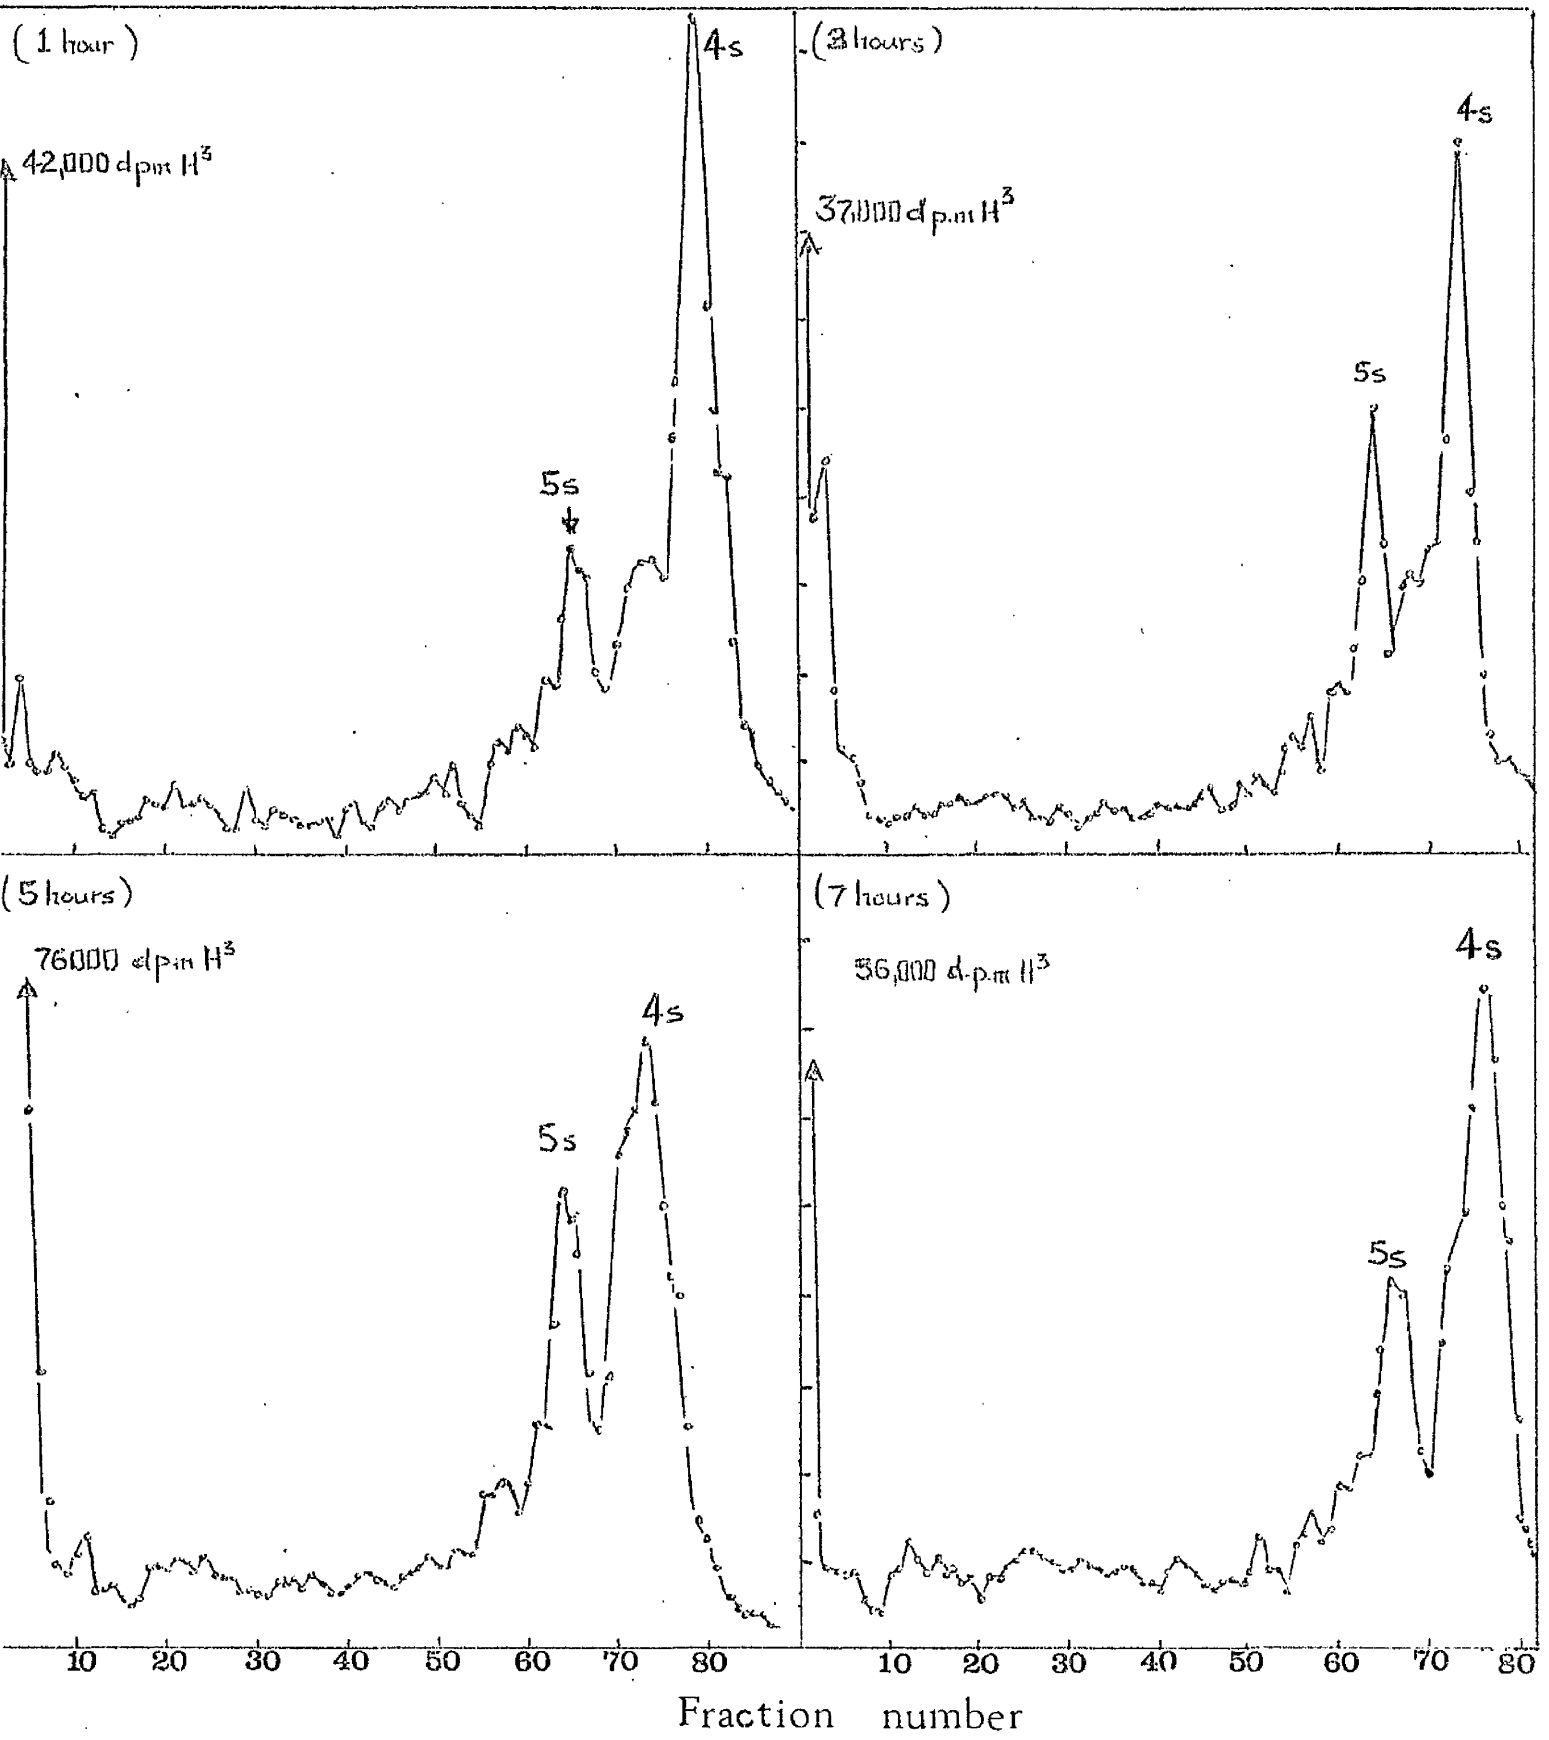 (1 hour)
4s
42,000 dpm H³
5s
(3 hours)
4s
37,000 d p.m H³
5s
(5 hours)
76000 dpm H³
4s
5s
(7 hours)
4s
56,000 d.p.m H³
5s
10 20 30 40 50 60 70 80
10 20 30 40 50 60 70 80
Fraction number